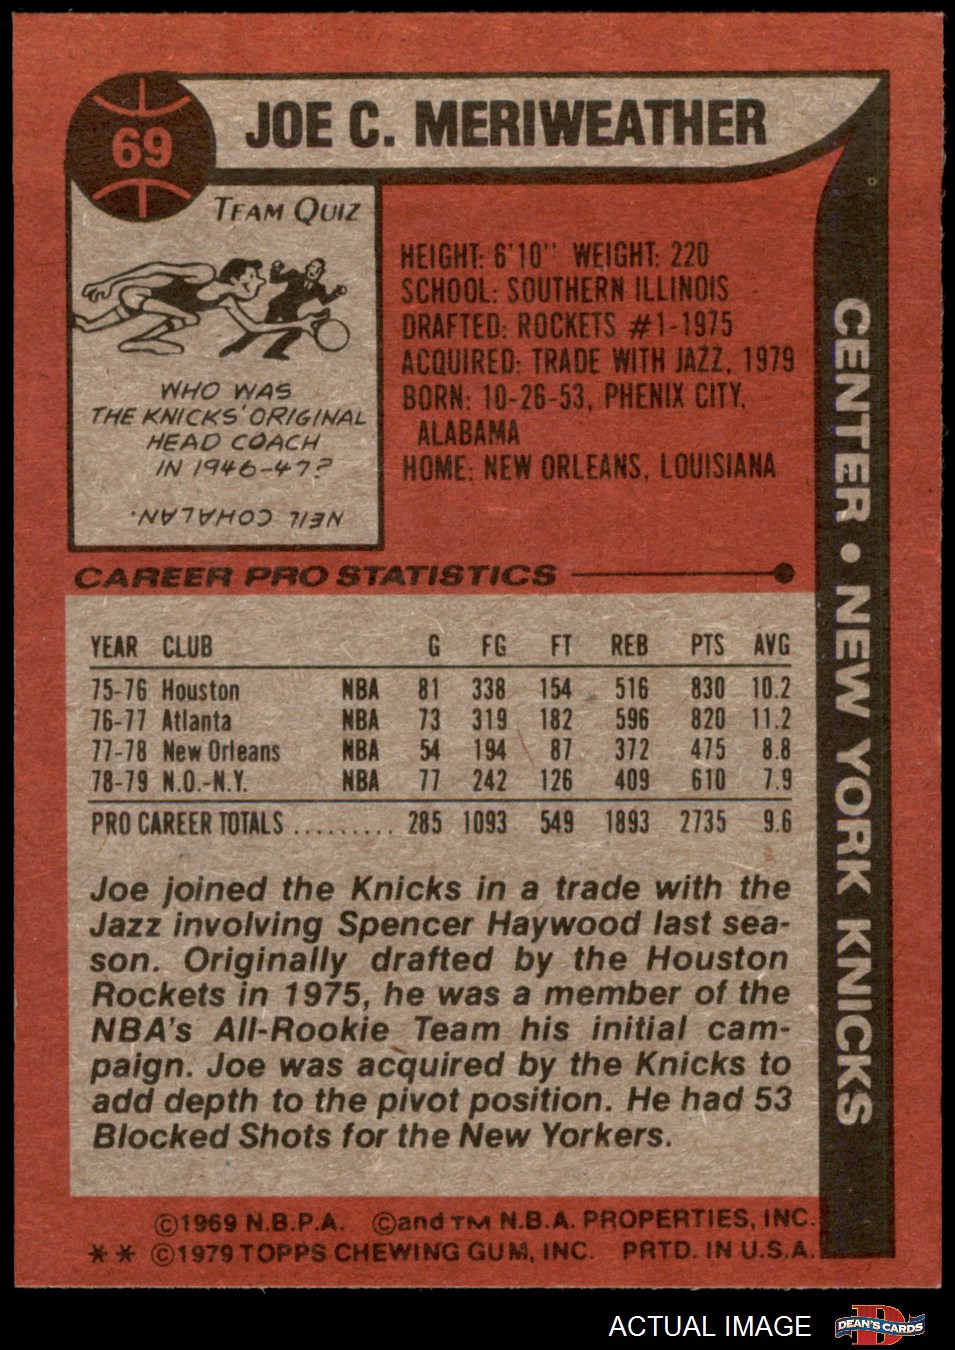 69
JOE C. MERIWEATHER
TEAM QUIZ
WHO WAS
THE KNICKS' ORIGINAL
HEAD COACH
IN 1946-47?
NEIL COHALAN.
HEIGHT: 6'10" WEIGHT: 220
SCHOOL: SOUTHERN ILLINOIS
DRAFTED: ROCKETS #1-1975
ACQUIRED: TRADE WITH JAZZ, 1979
BORN: 10-26-53, PHENIX CITY,
ALABAMA
HOME: NEW ORLEANS, LOUISIANA
CENTER • NEW YORK KNICKS
CAREER PRO STATISTICS
YEAR CLUB G FG FT REB PTS AVG
75-76 Houston NBA 81 338 154 516 830 10.2
76-77 Atlanta NBA 73 319 182 596 820 11.2
77-78 New Orleans NBA 54 194 87 372 475 8.8
78-79 N.O.-N.Y. NBA 77 242 126 409 610 7.9
PRO CAREER TOTALS.......... 285 1093 549 1893 2735 9.6
Joe joined the Knicks in a trade with the
Jazz involving Spencer Haywood last sea-
son. Originally drafted by the Houston
Rockets in 1975, he was a member of the
NBA's All-Rookie Team his initial cam-
paign. Joe was acquired by the Knicks to
add depth to the pivot position. He had 53
Blocked Shots for the New Yorkers.
©1969 N.B.P.A. ©and TM N.B.A. PROPERTIES, INC.
** ©1979 TOPPS CHEWING GUM, INC. PRTD. IN U.S.A.
ACTUAL IMAGE
D
DEAN'S CARDS